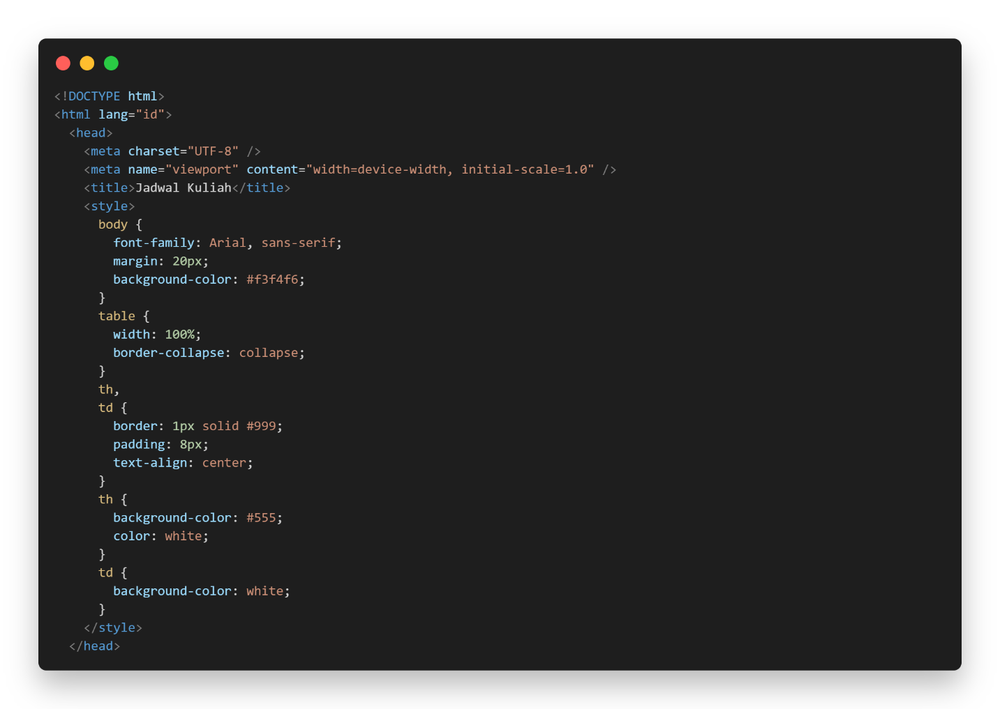 <!DOCTYPE html>
<html lang="id">
  <head>
    <meta charset="UTF-8" />
    <meta name="viewport" content="width=device-width, initial-scale=1.0" />
    <title>Jadwal Kuliah</title>
    <style>
      body {
        font-family: Arial, sans-serif;
        margin: 20px;
        background-color: #f3f4f6;
      }
      table {
        width: 100%;
        border-collapse: collapse;
      }
      th,
      td {
        border: 1px solid #999;
        padding: 8px;
        text-align: center;
      }
      th {
        background-color: #555;
        color: white;
      }
      td {
        background-color: white;
      }
    </style>
  </head>